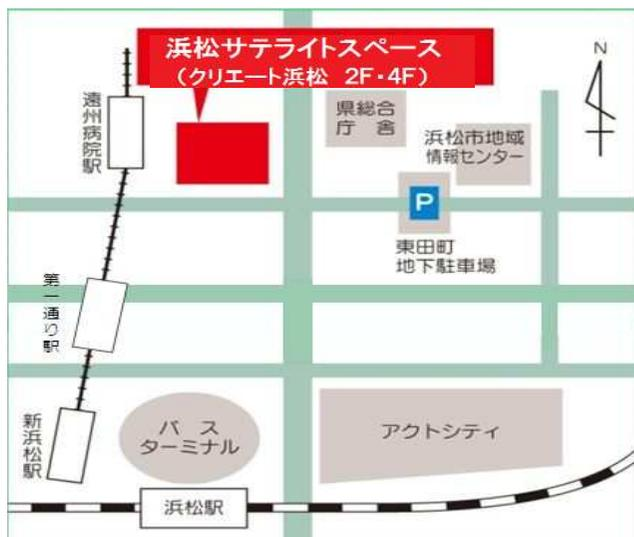 浜松サテライトスペース
（クリエート浜松 2F・4F）
N
遠州病院駅
県総合
庁舎
浜松市地域
情報センター
P
東田町
地下駐車場
第一通り駅
新浜松駅
バス
ターミナル
アクトシティ
浜松駅